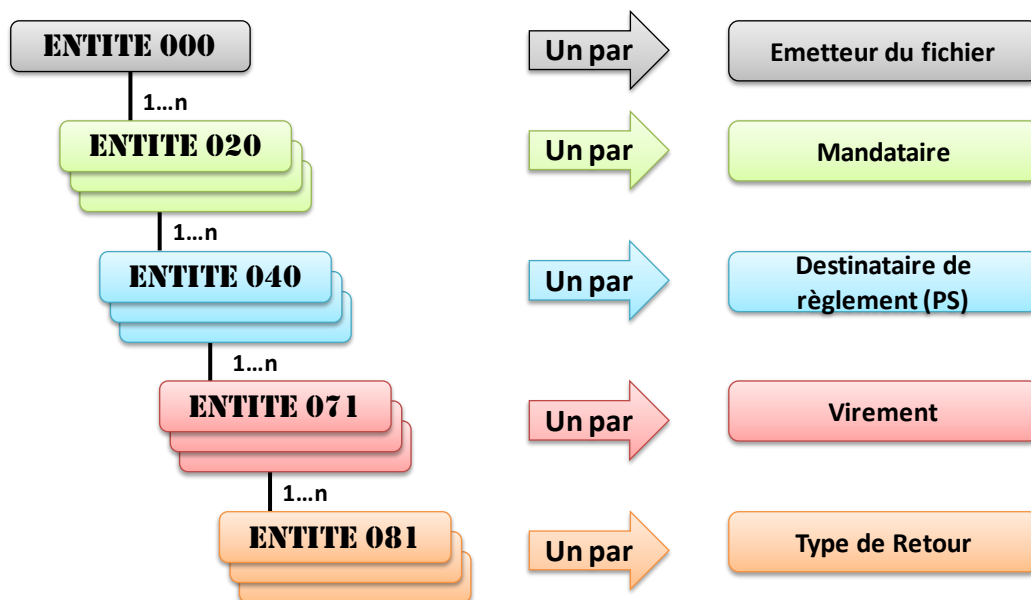 ENTITE 000
Un par
Emetteur du fichier
1...n
ENTITE 020
Un par
Mandataire
1...n
ENTITE 040
Un par
Destinataire de
règlement (PS)
1...n
ENTITE 071
Un par
Virement
1...n
ENTITE 081
Un par
Type de Retour